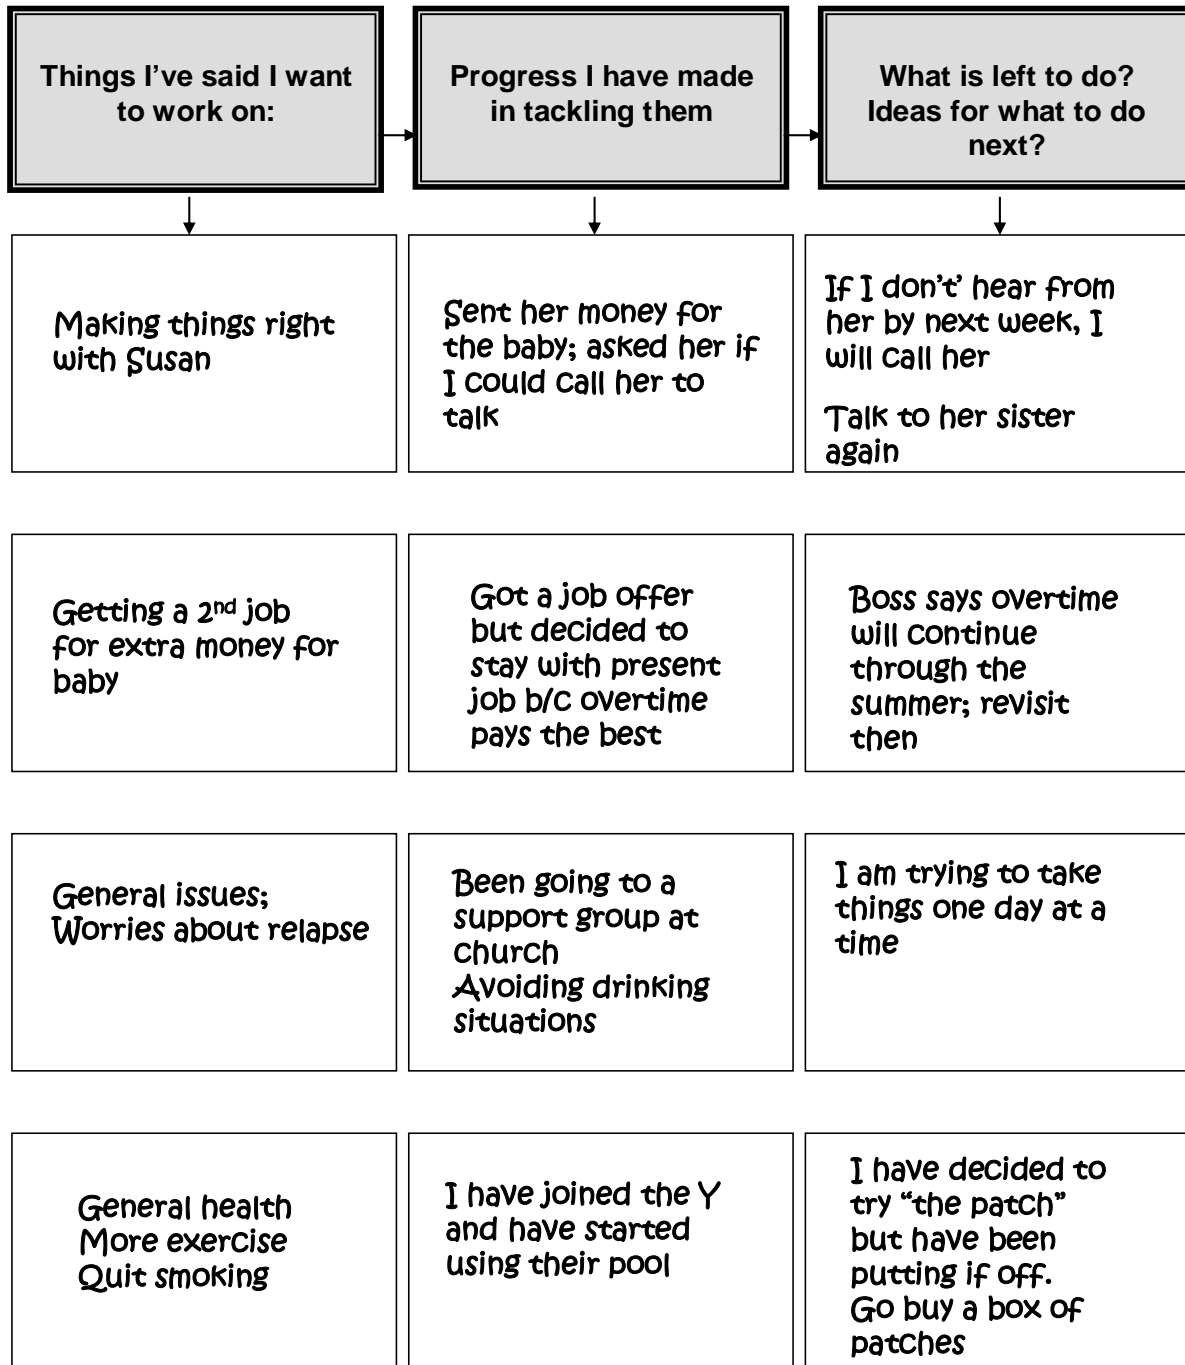 Things I've said I want
to work on:
Progress I have made
in tackling them
What is left to do?
Ideas for what to do
next?
Making things right
with Susan
Sent her money for
the baby; asked her if
I could call her to
talk
If I don't' hear from
her by next week, I
will call her
Talk to her sister
again
Getting a 2nd job
for extra money for
baby
Got a job offer
but decided to
stay with present
job b/c overtime
pays the best
Boss says overtime
will continue
through the
summer; revisit
then
General issues;
Worries about relapse
Been going to a
support group at
church
Avoiding drinking
situations
I am trying to take
things one day at a
time
General health
More exercise
Quit smoking
I have joined the Y
and have started
using their pool
I have decided to
try "the patch"
but have been
putting if off.
Go buy a box of
patches